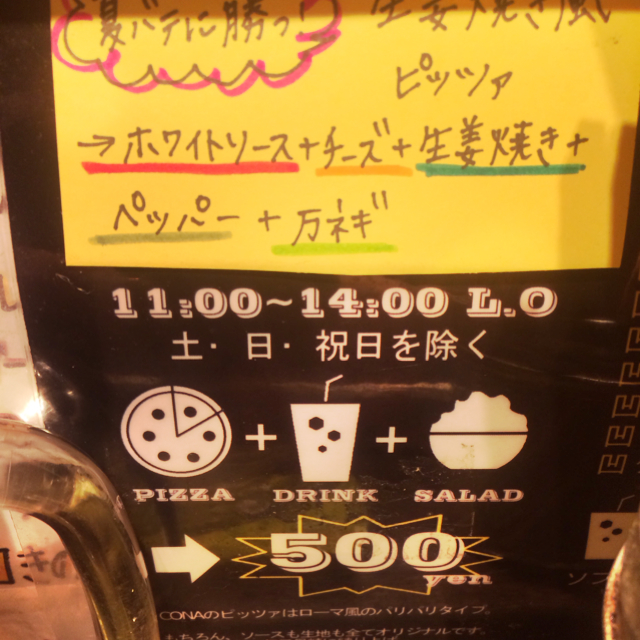 夏バテに勝つ! 生姜焼き風
ピッツァ
→ホワイトソース+チーズ+生姜焼き+
ペッパー+万ネギ
11:00~14:00 L.O
土・日・祝日を除く
PIZZA + DRINK + SALAD
500
yen
CONAのピッツァはローマ風のパリパリタイプ。
もちろん、ソースも生地も全てオリジナルです。
ソフ